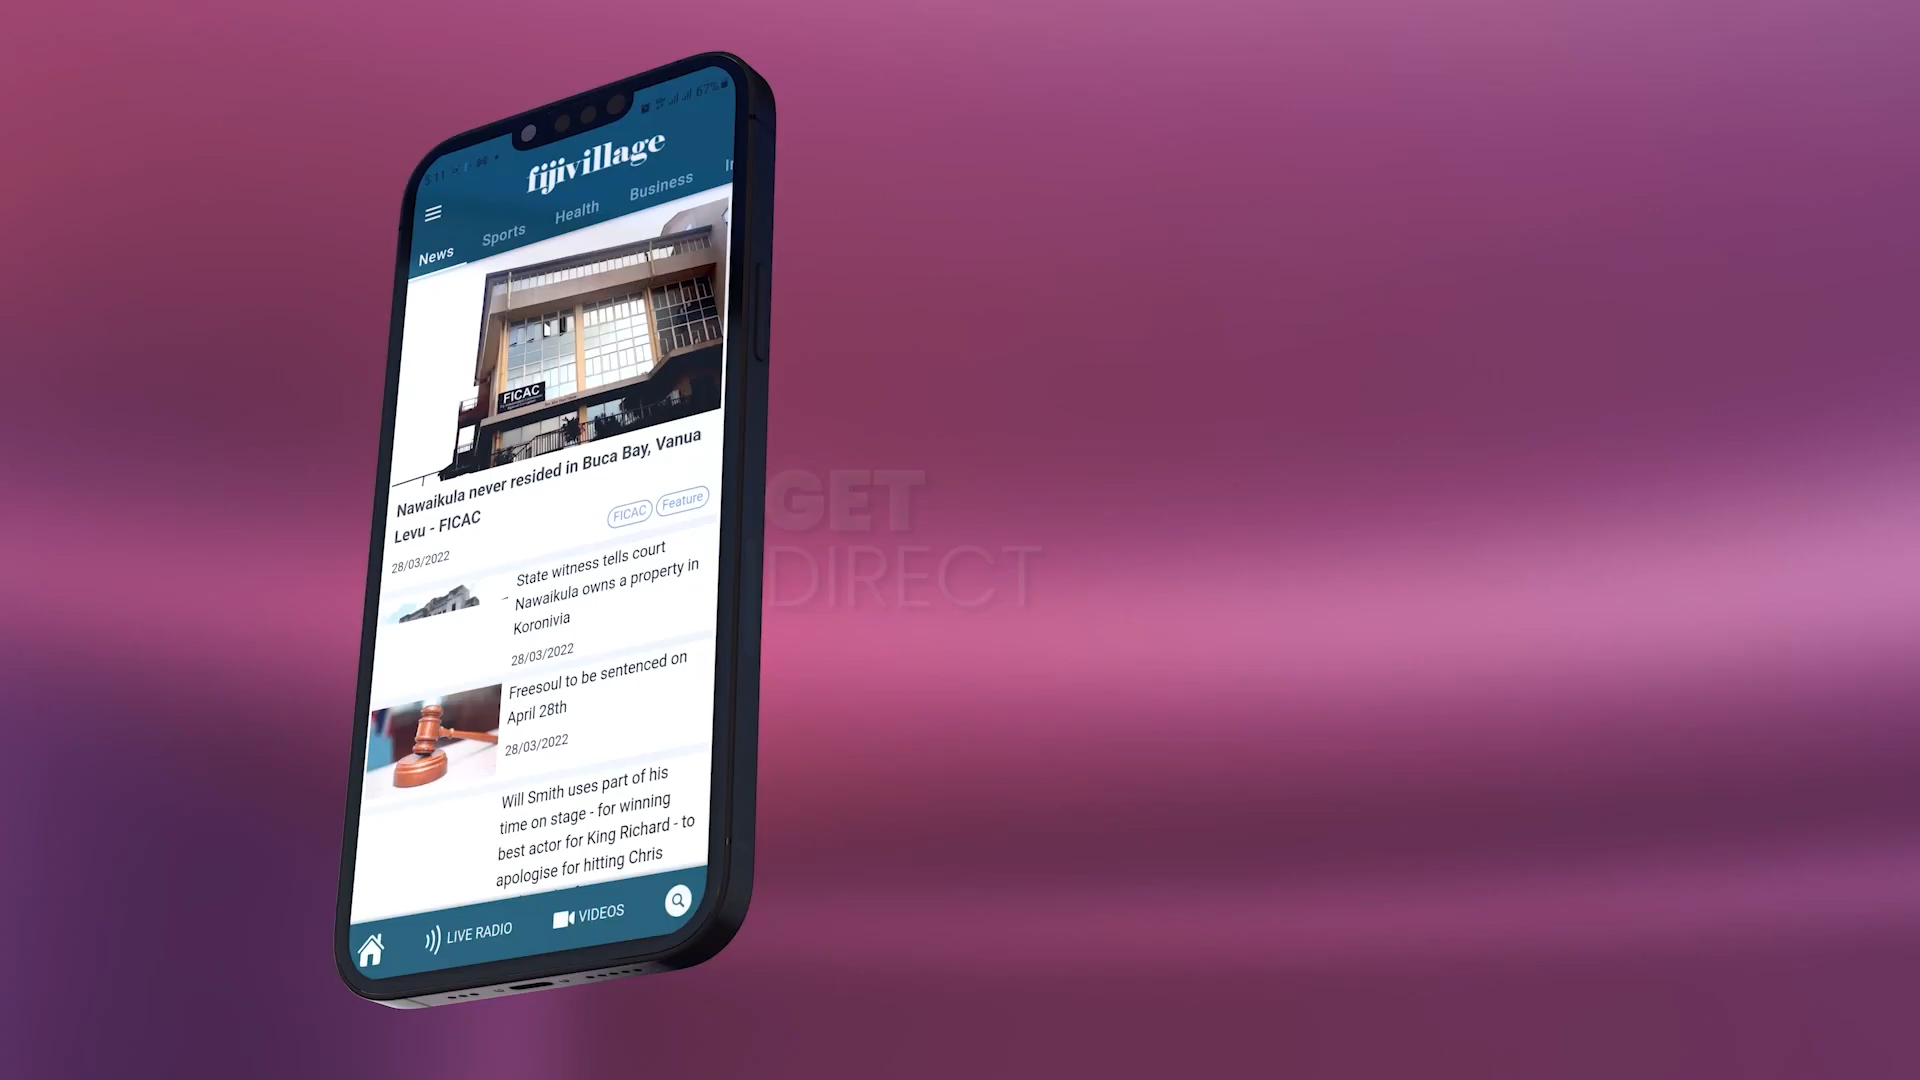 5:11
67%
fijivillage
News
Sports
Health
Business
FICAC
Nawaikula never resided in Buca Bay, Vanua
Levu - FICAC
FICAC
Feature
28/03/2022
State witness tells court
Nawaikula owns a property in
Koronivia
28/03/2022
Freesoul to be sentenced on
April 28th
28/03/2022
Will Smith uses part of his
time on stage - for winning
best actor for King Richard - to
apologise for hitting Chris
LIVE RADIO
VIDEOS
GET
DIRECT